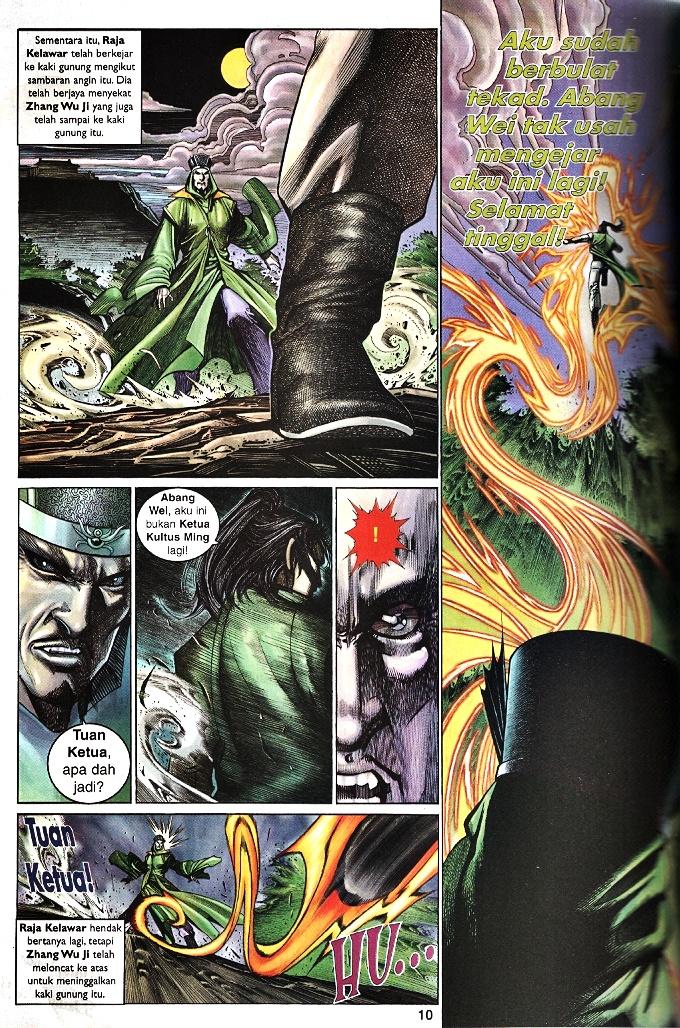 Sementara itu, Raja
Kelawar telah berkejar
ke kaki gunung mengikut
sambaran angin itu. Dia
telah berjaya menyekat
Zhang Wu Ji yang juga
telah sampai ke kaki
gunung itu.
Tuan
Ketua,
apa dah
jadi?
Abang
Wei, aku ini
bukan Ketua
Kultus Ming
lagi!
!
Tuan
Ketua!
Raja Kelawar hendak
bertanya lagi, tetapi
Zhang Wu Ji telah
meloncat ke atas
untuk meninggalkan
kaki gunung itu.
HU...
Aku sudah
berbulat
tekad. Abang
Wei tak usah
mengejar
aku ini lagi!
Selamat
tinggal!
10